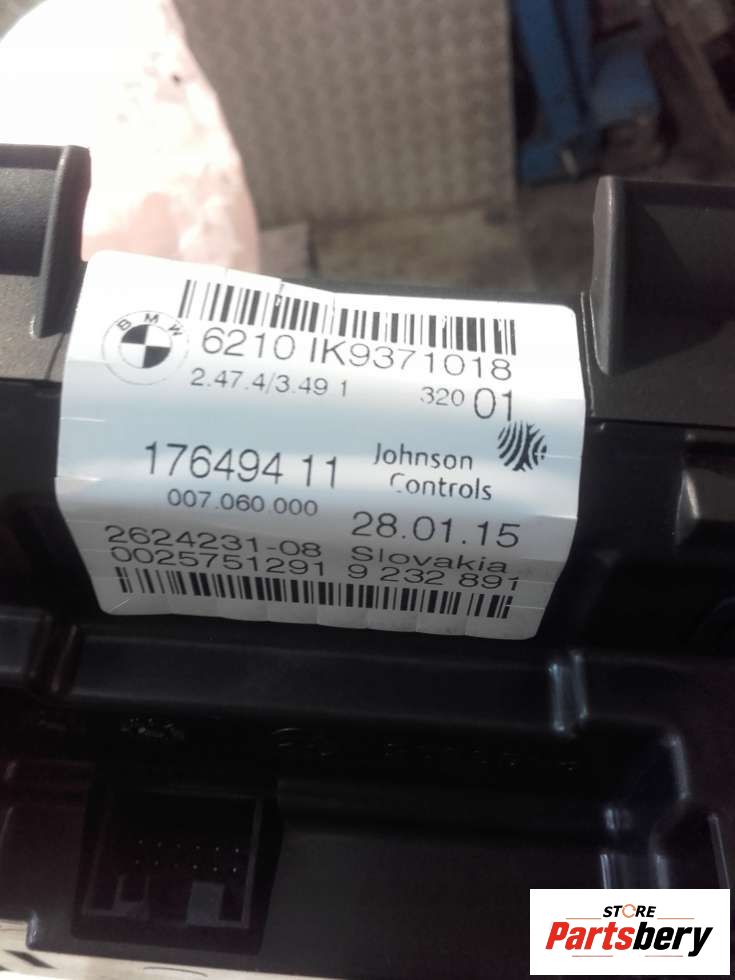 BMW
6210 IK9371018
2.47.4/3.49 1 320 01
176494 11 Johnson
Controls
007.060.000
28.01.15
2624231-08 Slovakia
0025751291 9 232 891
STORE
Partsbery